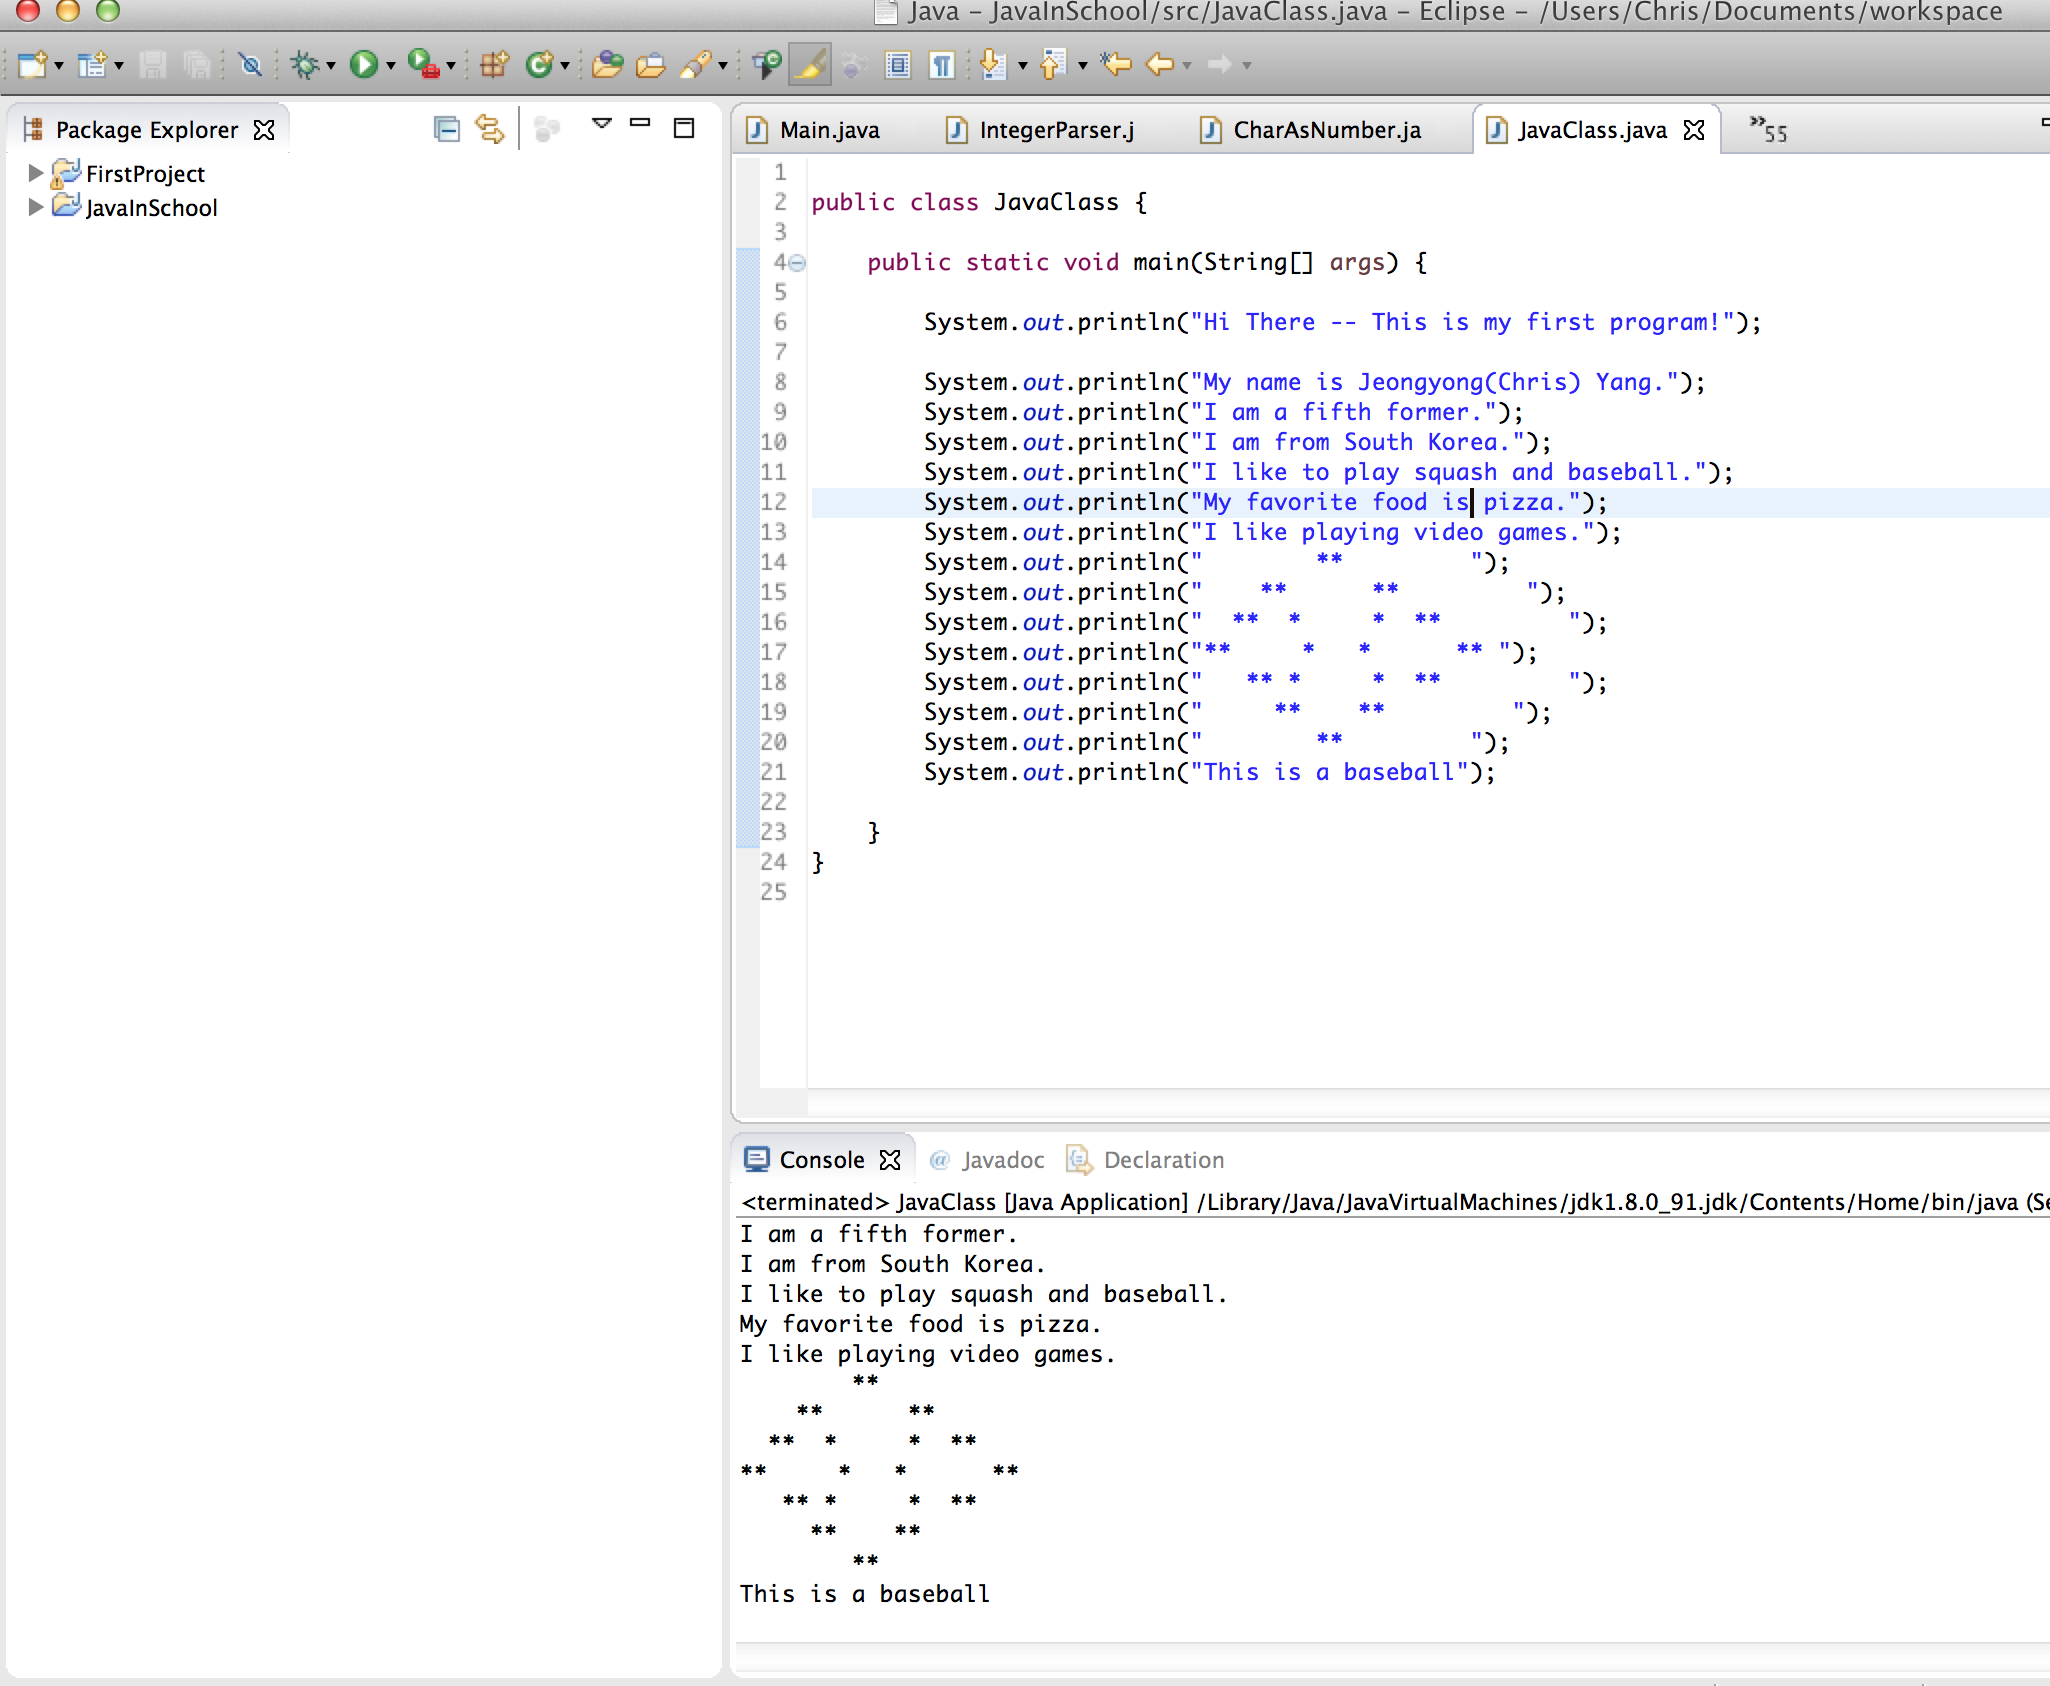 Java – JavaInSchool/src/JavaClass.java – Eclipse – /Users/Chris/Documents/workspace
Package Explorer
FirstProject
JavaInSchool
Main.java IntegerParser.j CharAsNumber.ja JavaClass.java »55
1
2 public class JavaClass {
3
4     public static void main(String[] args) {
5
6         System.out.println("Hi There -- This is my first program!");
7
8         System.out.println("My name is Jeongyong(Chris) Yang.");
9         System.out.println("I am a fifth former.");
10         System.out.println("I am from South Korea.");
11         System.out.println("I like to play squash and baseball.");
12         System.out.println("My favorite food is pizza.");
13         System.out.println("I like playing video games.");
14         System.out.println("        **         ");
15         System.out.println("    **      **         ");
16         System.out.println("  **  *     *  **         ");
17         System.out.println("**     *   *      ** ");
18         System.out.println("   ** *     *  **         ");
19         System.out.println("     **    **         ");
20         System.out.println("        **         ");
21         System.out.println("This is a baseball");
22
23     }
24 }
25
Console @ Javadoc Declaration
<terminated> JavaClass [Java Application] /Library/Java/JavaVirtualMachines/jdk1.8.0_91.jdk/Contents/Home/bin/java (Se
I am a fifth former.
I am from South Korea.
I like to play squash and baseball.
My favorite food is pizza.
I like playing video games.
        **
    **      **
  **  *     *  **
**     *   *      **
   ** *     *  **
     **    **
        **
This is a baseball